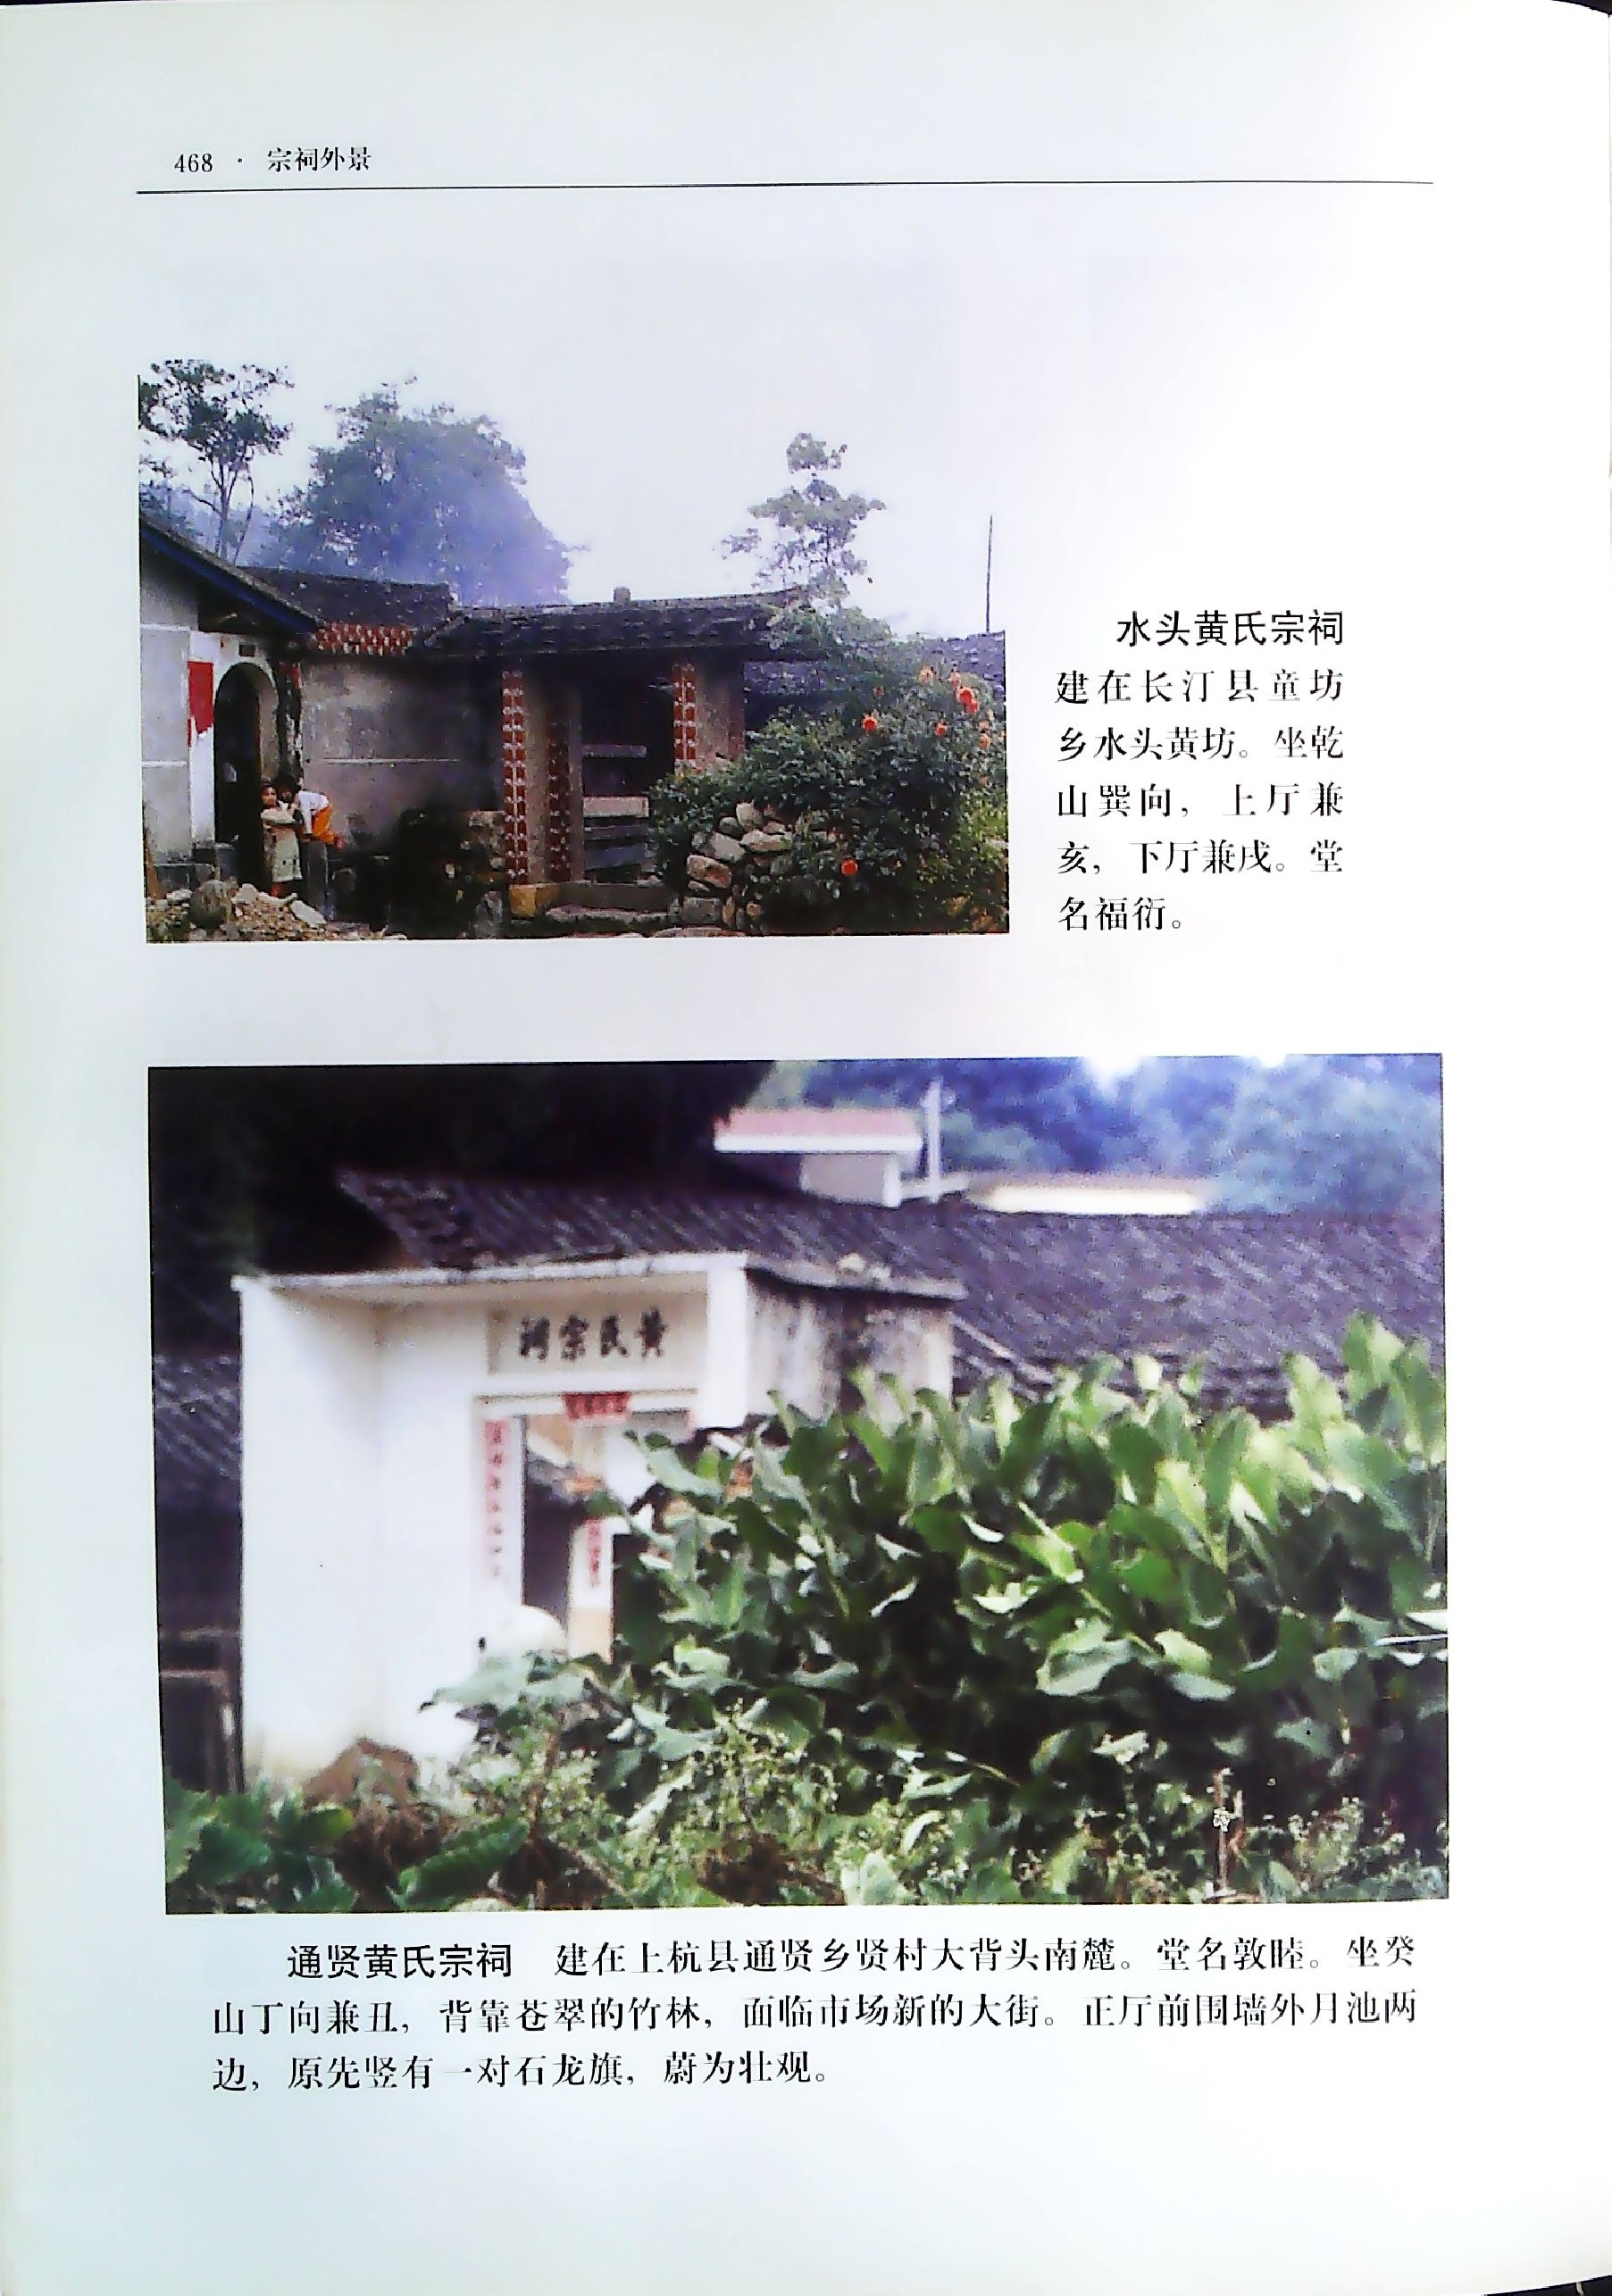 468 · 宗祠外景
水头黄氏宗祠
建在长汀县童坊
乡水头黄坊。坐乾
山巽向，上厅兼
亥，下厅兼戌。堂
名福衍。
祠宗氏黄
通贤黄氏宗祠 建在上杭县通贤乡贤村大背头南麓。堂名敦睦。坐癸
山丁向兼丑，背靠苍翠的竹林，面临市场新的大街。正厅前围墙外月池两
边，原先竖有一对石龙旗，蔚为壮观。